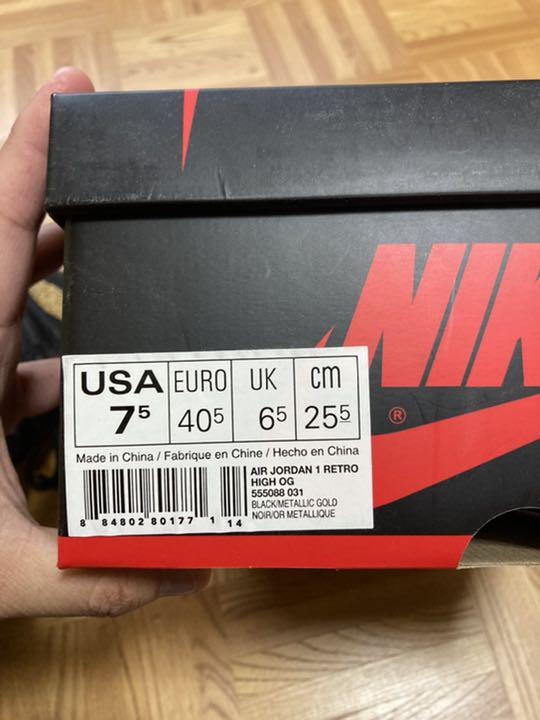 NIK
®
USA EURO UK cm
7⁵ 40⁵ 6⁵ 25⁵
Made in China / Fabrique en Chine / Hecho en China
AIR JORDAN 1 RETRO
HIGH OG
555088 031
BLACK/METALLIC GOLD
NOIR/OR METALLIQUE
8 84802 80177 1 14